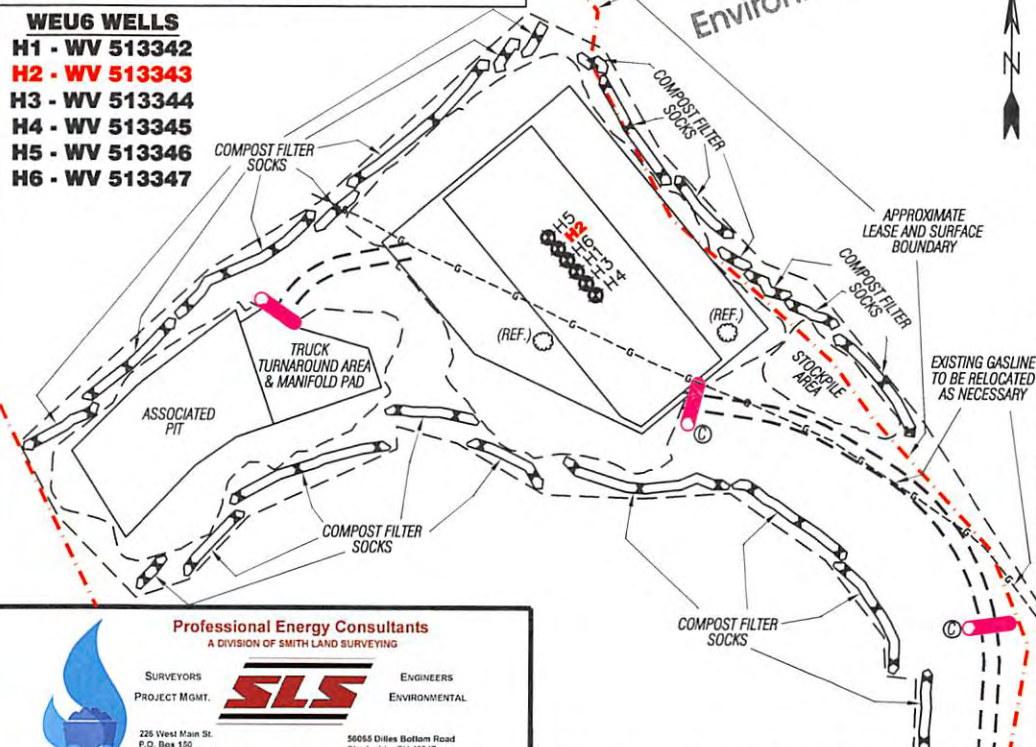 WEU6 WELLS
H1 - WV 513342
H2 - WV 513343
H3 - WV 513344
H4 - WV 513345
H5 - WV 513346
H6 - WV 513347
N
COMPOST FILTER
SOCKS
COMPOST FILTER
SOCKS
APPROXIMATE
LEASE AND SURFACE
BOUNDARY
COMPOST FILTER
SOCKS
H5
H2
H6
H1
H3
H4
(REF.)
(REF.)
G
G
G
G
G
G
G
G
G
TRUCK
TURNAROUND AREA
& MANIFOLD PAD
STOCKPILE
AREA
EXISTING GASLINE
TO BE RELOCATED
AS NECESSARY
ASSOCIATED
PIT
C
COMPOST FILTER
SOCKS
COMPOST FILTER
SOCKS
C
Professional Energy Consultants
A DIVISION OF SMITH LAND SURVEYING
SURVEYORS
PROJECT MGMT.
SLS
ENGINEERS
ENVIRONMENTAL
226 West Main St.
P.O. Box 150
56055 Dilles Bottom Road